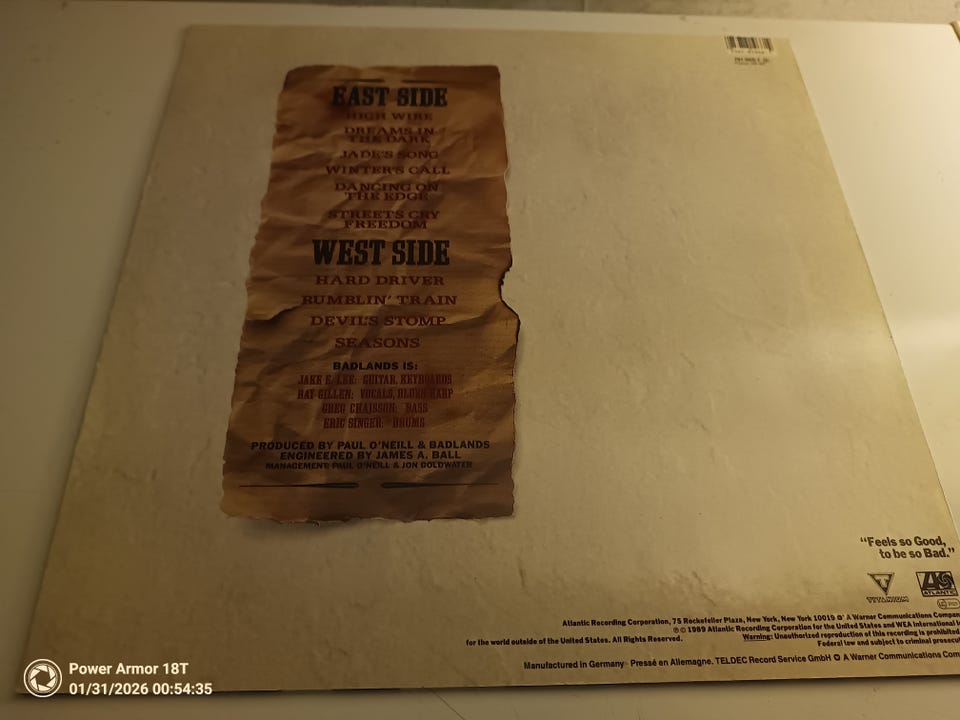 EAST SIDE
HIGH WIRE
DREAMS IN
THE DARK
JADE'S SONG
WINTER'S CALL
DANCING ON
THE EDGE
STREETS CRY
FREEDOM
WEST SIDE
HARD DRIVER
RUMBLIN' TRAIN
DEVIL'S STOMP
SEASONS
BADLANDS IS:
JAKE E. LEE: GUITAR, KEYBOARDS
RAY GILLEN: VOCALS, BLUES HARP
GREG CHAISSON: BASS
ERIC SINGER: DRUMS
PRODUCED BY PAUL O'NEILL & BADLANDS
ENGINEERED BY JAMES A. BALL
MANAGEMENT: PAUL O'NEILL & JON GOLDWATER
"Feels so Good,
to be so Bad."
TITANIUM
ATLANTIC
Atlantic Recording Corporation, 75 Rockefeller Plaza, New York, New York 10019 A Warner Communications Compan
℗ © 1989 Atlantic Recording Corporation for the United States and WEA International
for the world outside of the United States. All Rights Reserved.
Warning: Unauthorized reproduction of this recording is prohibited
Federal law and subject to criminal prosecut
Manufactured in Germany · Pressé en Allemagne. TELDEC Record Service GmbH A Warner Communications Com
Power Armor 18T
01/31/2026 00:54:35